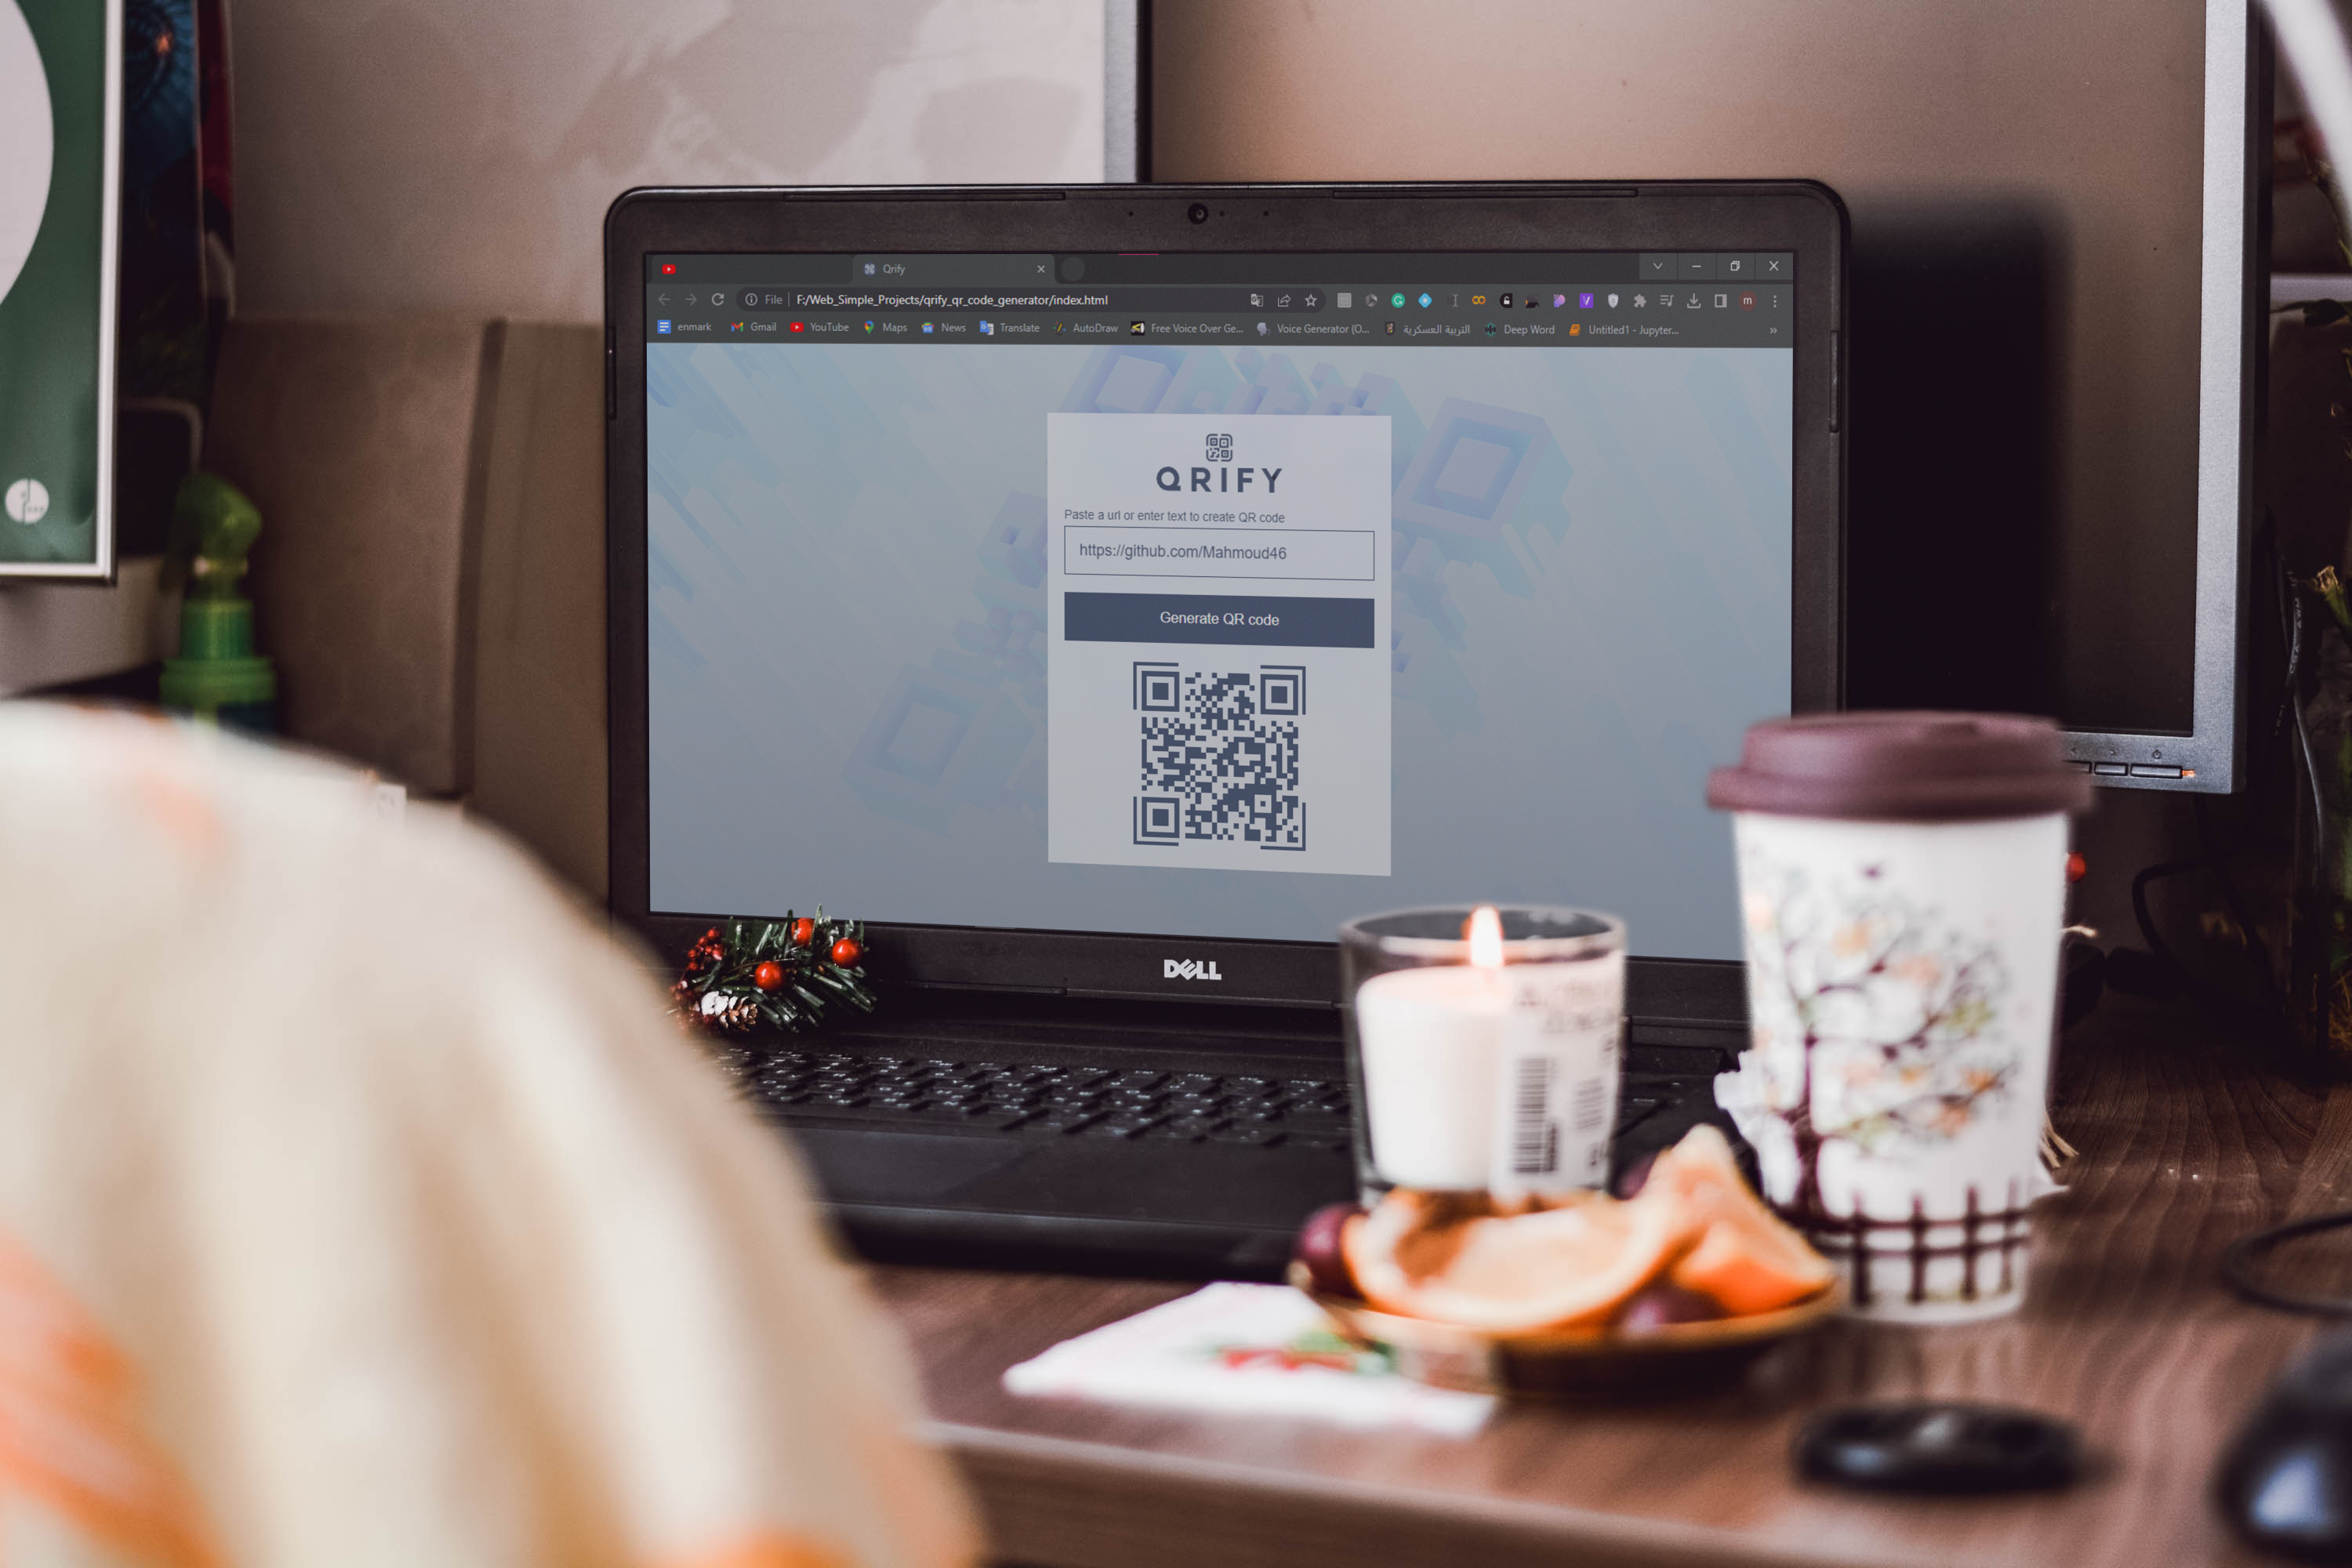 Qrify
File
F:/Web_Simple_Projects/qrify_qr_code_generator/index.html
m
enmark
Gmail
YouTube
Maps
News
Translate
AutoDraw
Free Voice Over Ge...
Voice Generator (O...
التربية العسكرية
Deep Word
Untitled1 - Jupyter...
QRIFY
Paste a url or enter text to create QR code
https://github.com/Mahmoud46
Generate QR code
DELL